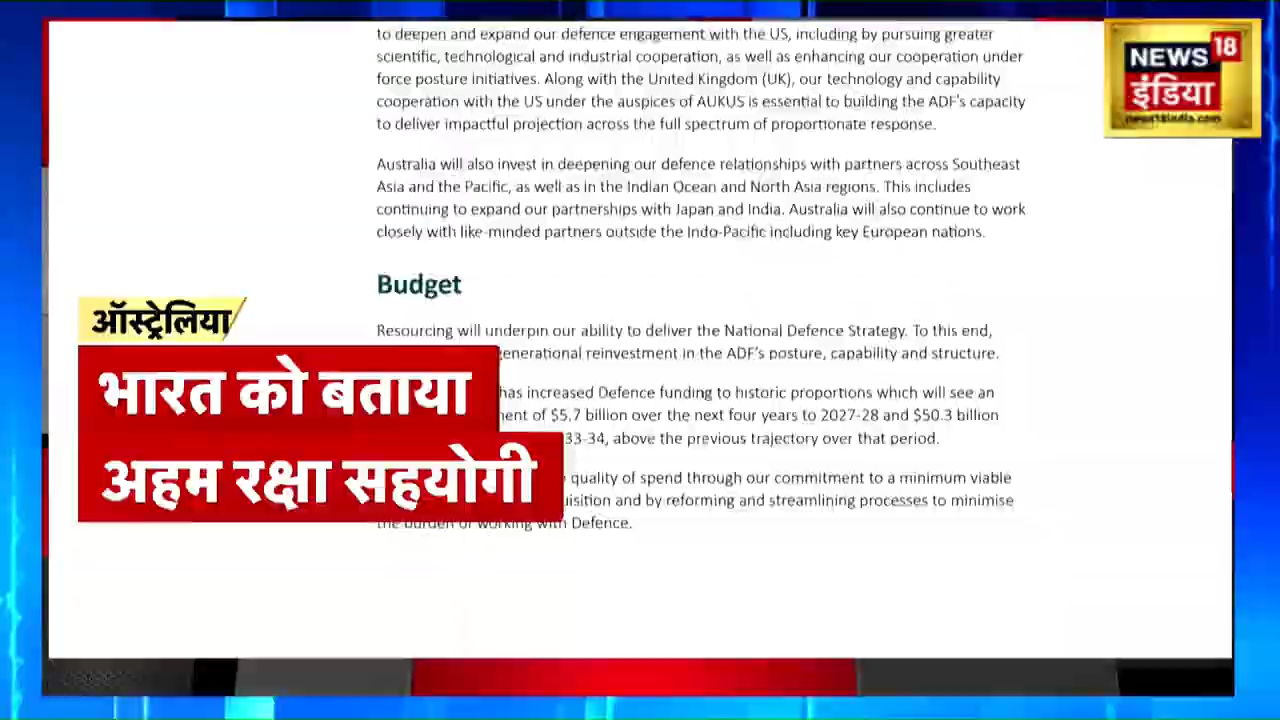 to deepen and expand our defence engagement with the US, including by pursuing greater
scientific, technological and industrial cooperation, as well as enhancing our cooperation under
force posture initiatives. Along with the United Kingdom (UK), our technology and capability
cooperation with the US under the auspices of AUKUS is essential to building the ADF's capacity
to deliver impactful projection across the full spectrum of proportionate response.
NEWS 18
इंडिया
news18india.com
Australia will also invest in deepening our defence relationships with partners across Southeast
Asia and the Pacific, as well as in the Indian Ocean and North Asia regions. This includes
continuing to expand our partnerships with Japan and India. Australia will also continue to work
closely with like-minded partners outside the Indo-Pacific including key European nations.
Budget
ऑस्ट्रेलिया
भारत को बताया
अहम रक्षा सहयोगी
Resourcing will underpin our ability to deliver the National Defence Strategy. To this end,
generational reinvestment in the ADF's posture, capability and structure.
has increased Defence funding to historic proportions which will see an
of $5.7 billion over the next four years to 2027-28 and $50.3 billion
33-34, above the previous trajectory over that period.
quality of spend through our commitment to a minimum viable
and by reforming and streamlining processes to minimise
the burden of working with Defence.